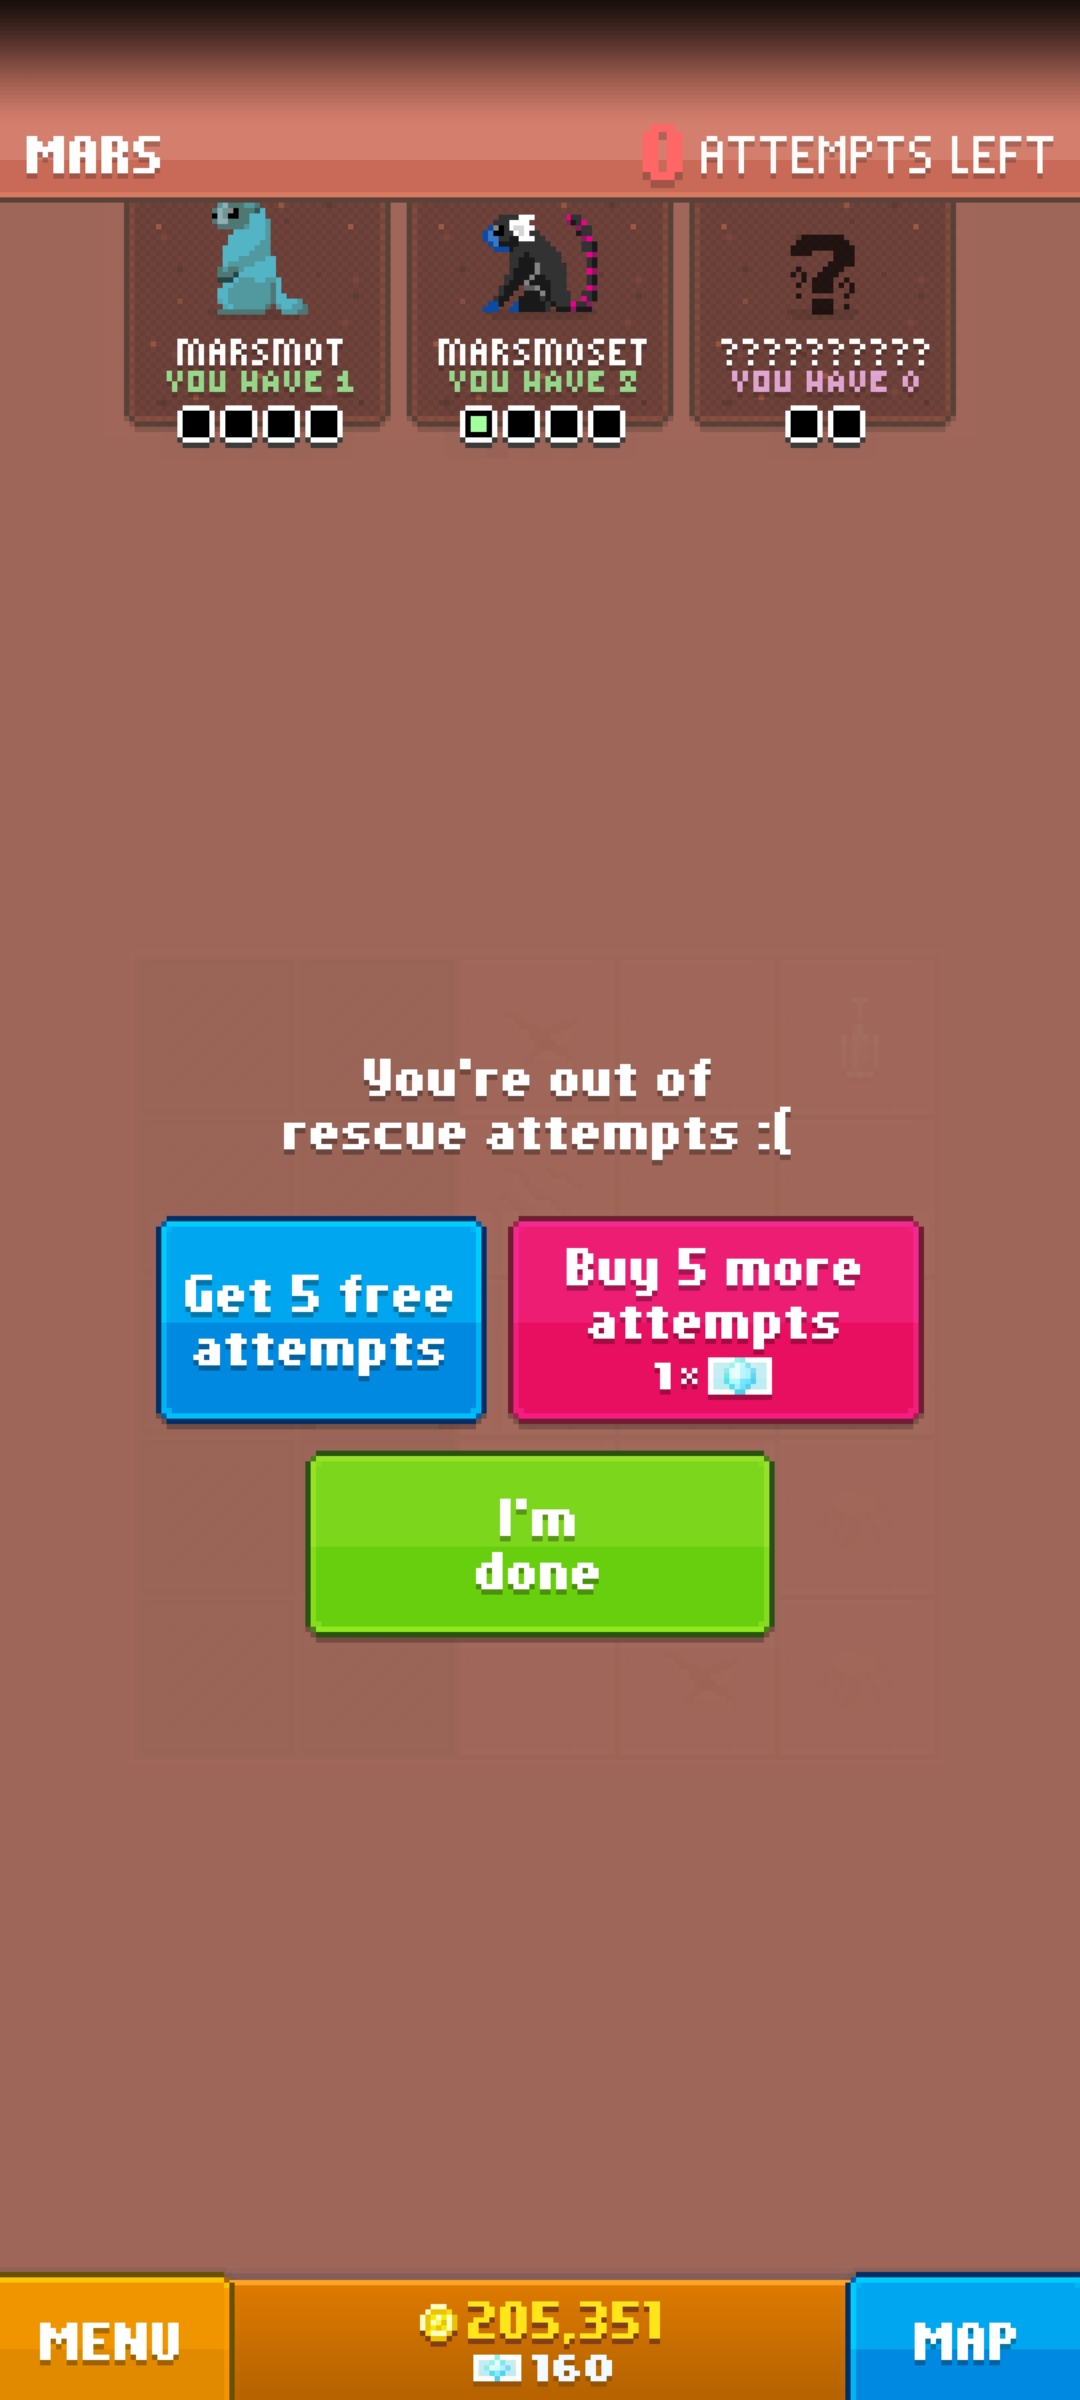 MARS
0 ATTEMPTS LEFT
MARSMOT
YOU HAVE 1
MARSMOSET
YOU HAVE 2
??????????
YOU HAVE 0
You're out of
rescue attempts :(
Get 5 free
attempts
Buy 5 more
attempts
1×
I'm
done
MENU
205,351
160
MAP